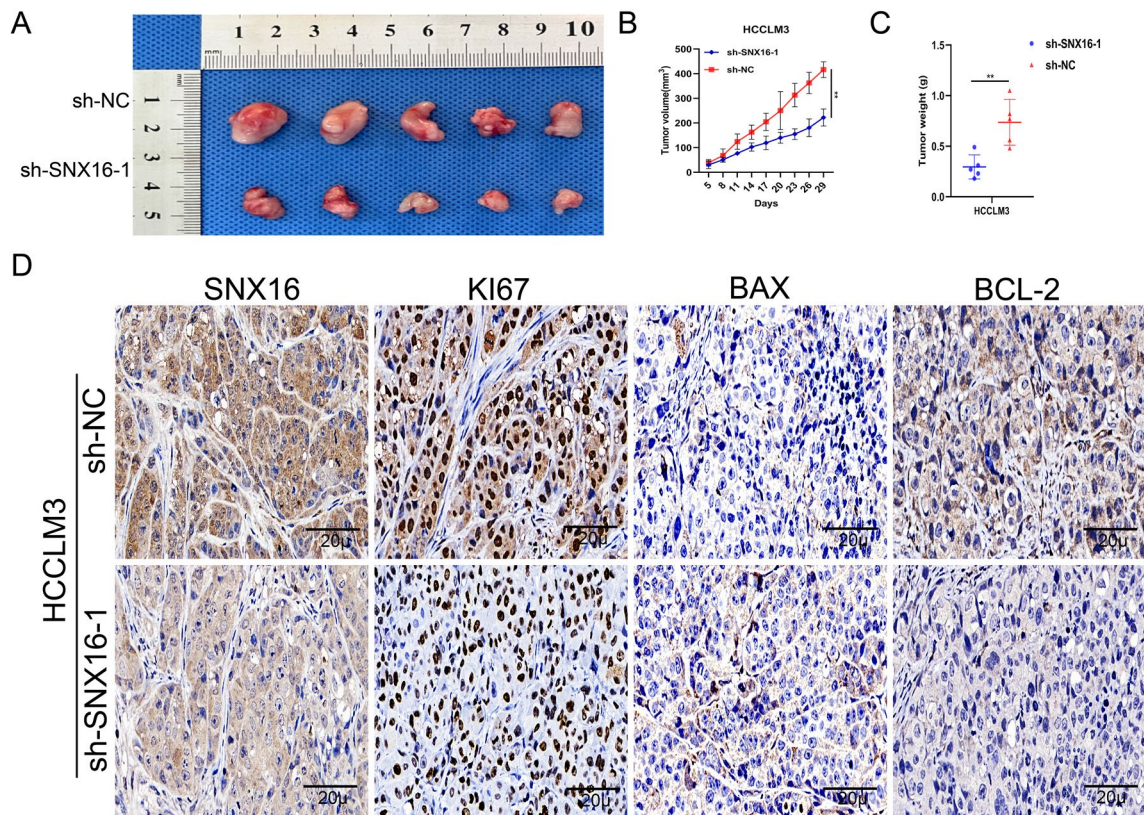 A
mm 1 2 3 4 5 6 7 8 9 10
mm
1
2
3
4
5
sh-NC
sh-SNX16-1
B
HCCLM3
sh-SNX16-1
sh-NC
Tumor volume(mm³)
500
400
300
200
100
0
**
5 8 11 14 17 20 23 26 29
Days
C
Tumor weight (g)
1.5
1.0
0.5
0.0
**
HCCLM3
sh-SNX16-1
sh-NC
D
SNX16 KI67 BAX BCL-2
HCCLM3
sh-NC
20μ 20μ 20μ 20μ
sh-SNX16-1
20μ 20μ 20μ 20μ